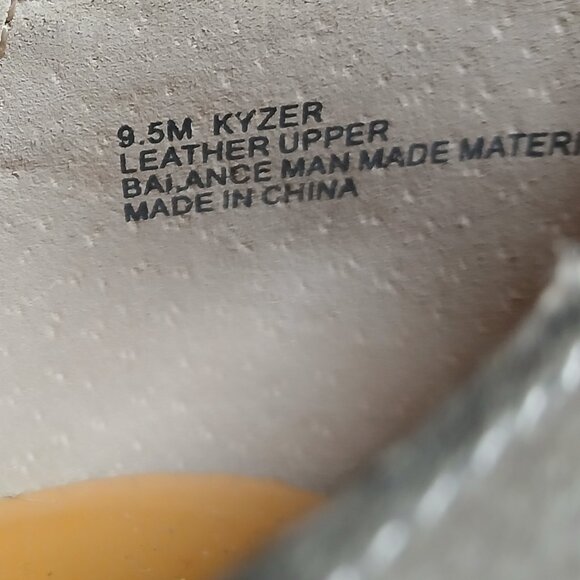 9.5M KYZER
LEATHER UPPER
BALANCE MAN MADE MATERI
MADE IN CHINA